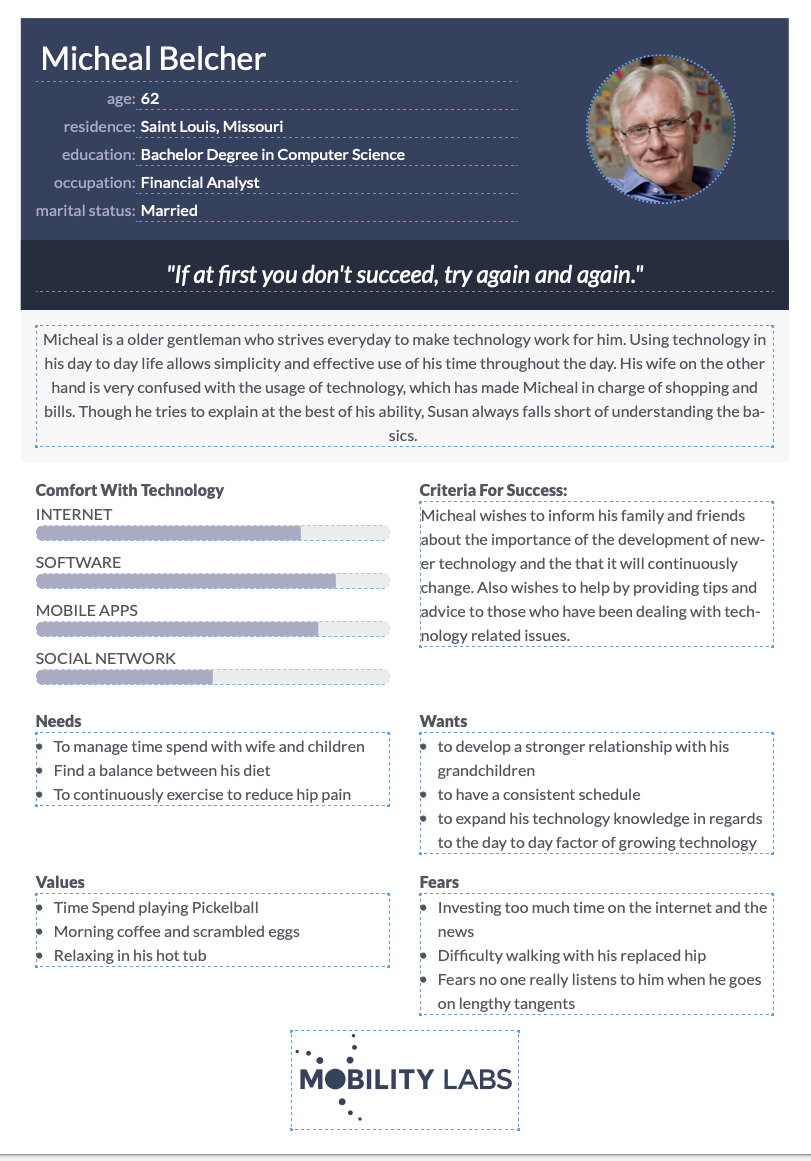 Micheal Belcher
age: 62
residence: Saint Louis, Missouri
education: Bachelor Degree in Computer Science
occupation: Financial Analyst
marital status: Married
"If at first you don't succeed, try again and again."
Micheal is a older gentleman who strives everyday to make technology work for him. Using technology in
his day to day life allows simplicity and effective use of his time throughout the day. His wife on the other
hand is very confused with the usage of technology, which has made Micheal in charge of shopping and
bills. Though he tries to explain at the best of his ability, Susan always falls short of understanding the ba-
sics.
Comfort With Technology
INTERNET
SOFTWARE
MOBILE APPS
SOCIAL NETWORK
Criteria For Success:
Micheal wishes to inform his family and friends
about the importance of the development of new-
er technology and the that it will continuously
change. Also wishes to help by providing tips and
advice to those who have been dealing with tech-
nology related issues.
Needs
• To manage time spend with wife and children
• Find a balance between his diet
• To continuously exercise to reduce hip pain
Wants
• to develop a stronger relationship with his
grandchildren
• to have a consistent schedule
• to expand his technology knowledge in regards
to the day to day factor of growing technology
Values
• Time Spend playing Pickelball
• Morning coffee and scrambled eggs
• Relaxing in his hot tub
Fears
• Investing too much time on the internet and the
news
• Difficulty walking with his replaced hip
• Fears no one really listens to him when he goes
on lengthy tangents
MOBILITY LABS